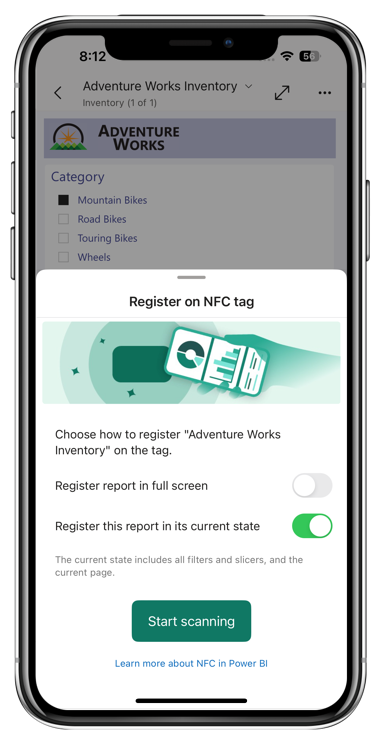 8:12
Adventure Works Inventory
Inventory (1 of 1)
ADVENTURE
WORKS
Category
Mountain Bikes
Road Bikes
Touring Bikes
Wheels
Register on NFC tag
Choose how to register "Adventure Works
Inventory" on the tag.
Register report in full screen
Register this report in its current state
The current state includes all filters and slicers, and the
current page.
Start scanning
Learn more about NFC in Power BI